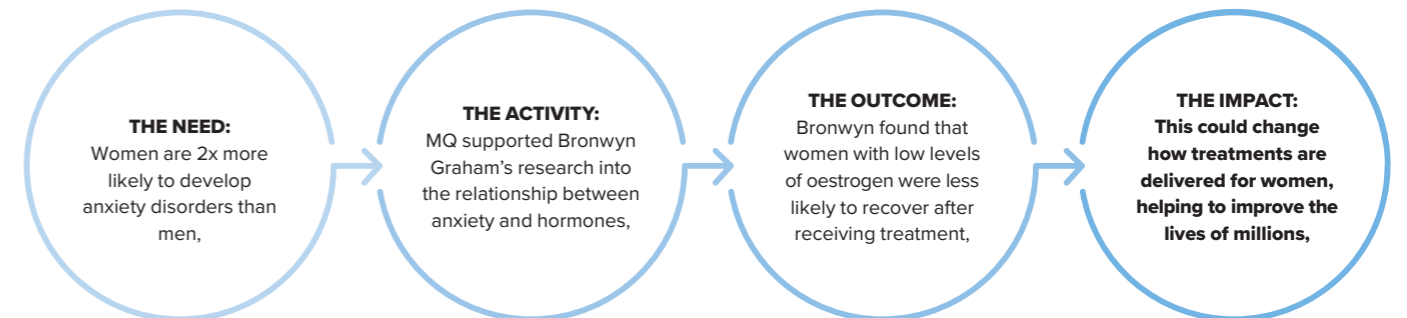 THE NEED:
Women are 2x more
likely to develop
anxiety disorders than
men,
THE ACTIVITY:
MQ supported Bronwyn
Graham's research into
the relationship between
anxiety and hormones,
THE OUTCOME:
Bronwyn found that
women with low levels
of oestrogen were less
likely to recover after
receiving treatment,
THE IMPACT:
This could change
how treatments are
delivered for women,
helping to improve the
lives of millions,